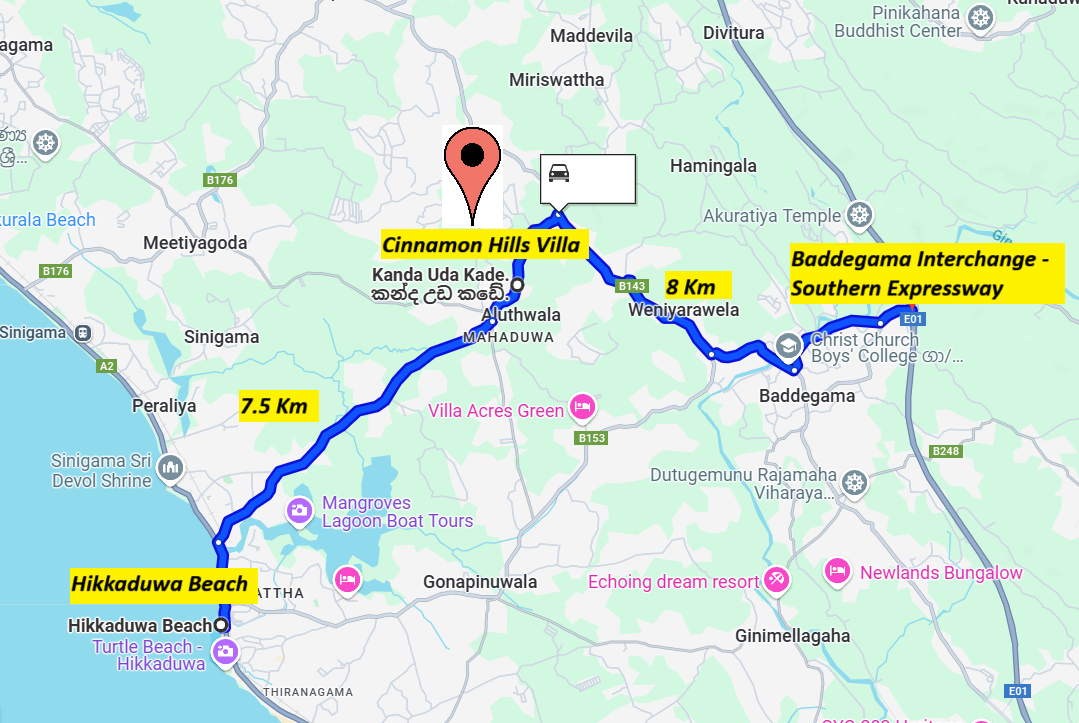 Pinikahana
Buddhist Center
Maddevila
Divitura
agama
Miriswattha
Hamingala
B176
Akuratiya Temple
kurala Beach
Meetiyagoda
Cinnamon Hills Villa
Baddegama Interchange -
Southern Expressway
B176
Kanda Uda Kade.
කන්ද උඩ කඩේ.
B143
8 Km
Weniyarawela
Aluthwala
E01
Sinigama
Sinigama
MAHADUWA
Christ Church
Boys' College ගා/...
A2
Peraliya
7.5 Km
Villa Acres Green
Baddegama
B153
B248
Sinigama Sri
Devol Shrine
Dutugemunu Rajamaha
Viharaya...
Mangroves
Lagoon Boat Tours
Hikkaduwa Beach
ATTHA
Gonapinuwala
Echoing dream resort
Newlands Bungalow
Hikkaduwa Beach
Turtle Beach -
Hikkaduwa
Ginimellagaha
THIRANAGAMA
E01